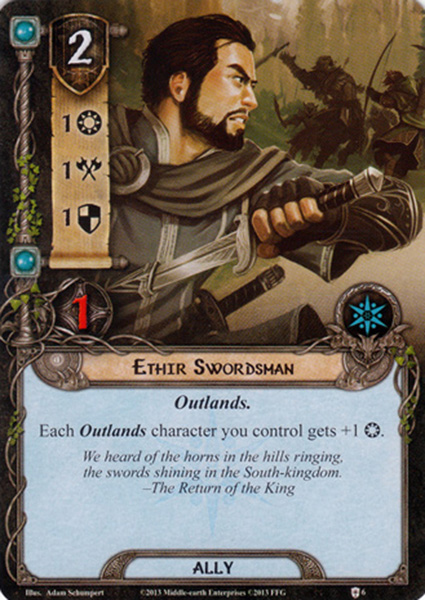 2
1
1
1
1
ETHIR SWORDSMAN
Outlands.
Each Outlands character you control gets +1 .
We heard of the horns in the hills ringing,
the swords shining in the South-kingdom.
–The Return of the King
ALLY
Illus. Adam Schumpert ©2013 Middle-earth Enterprises ©2013 FFG 6